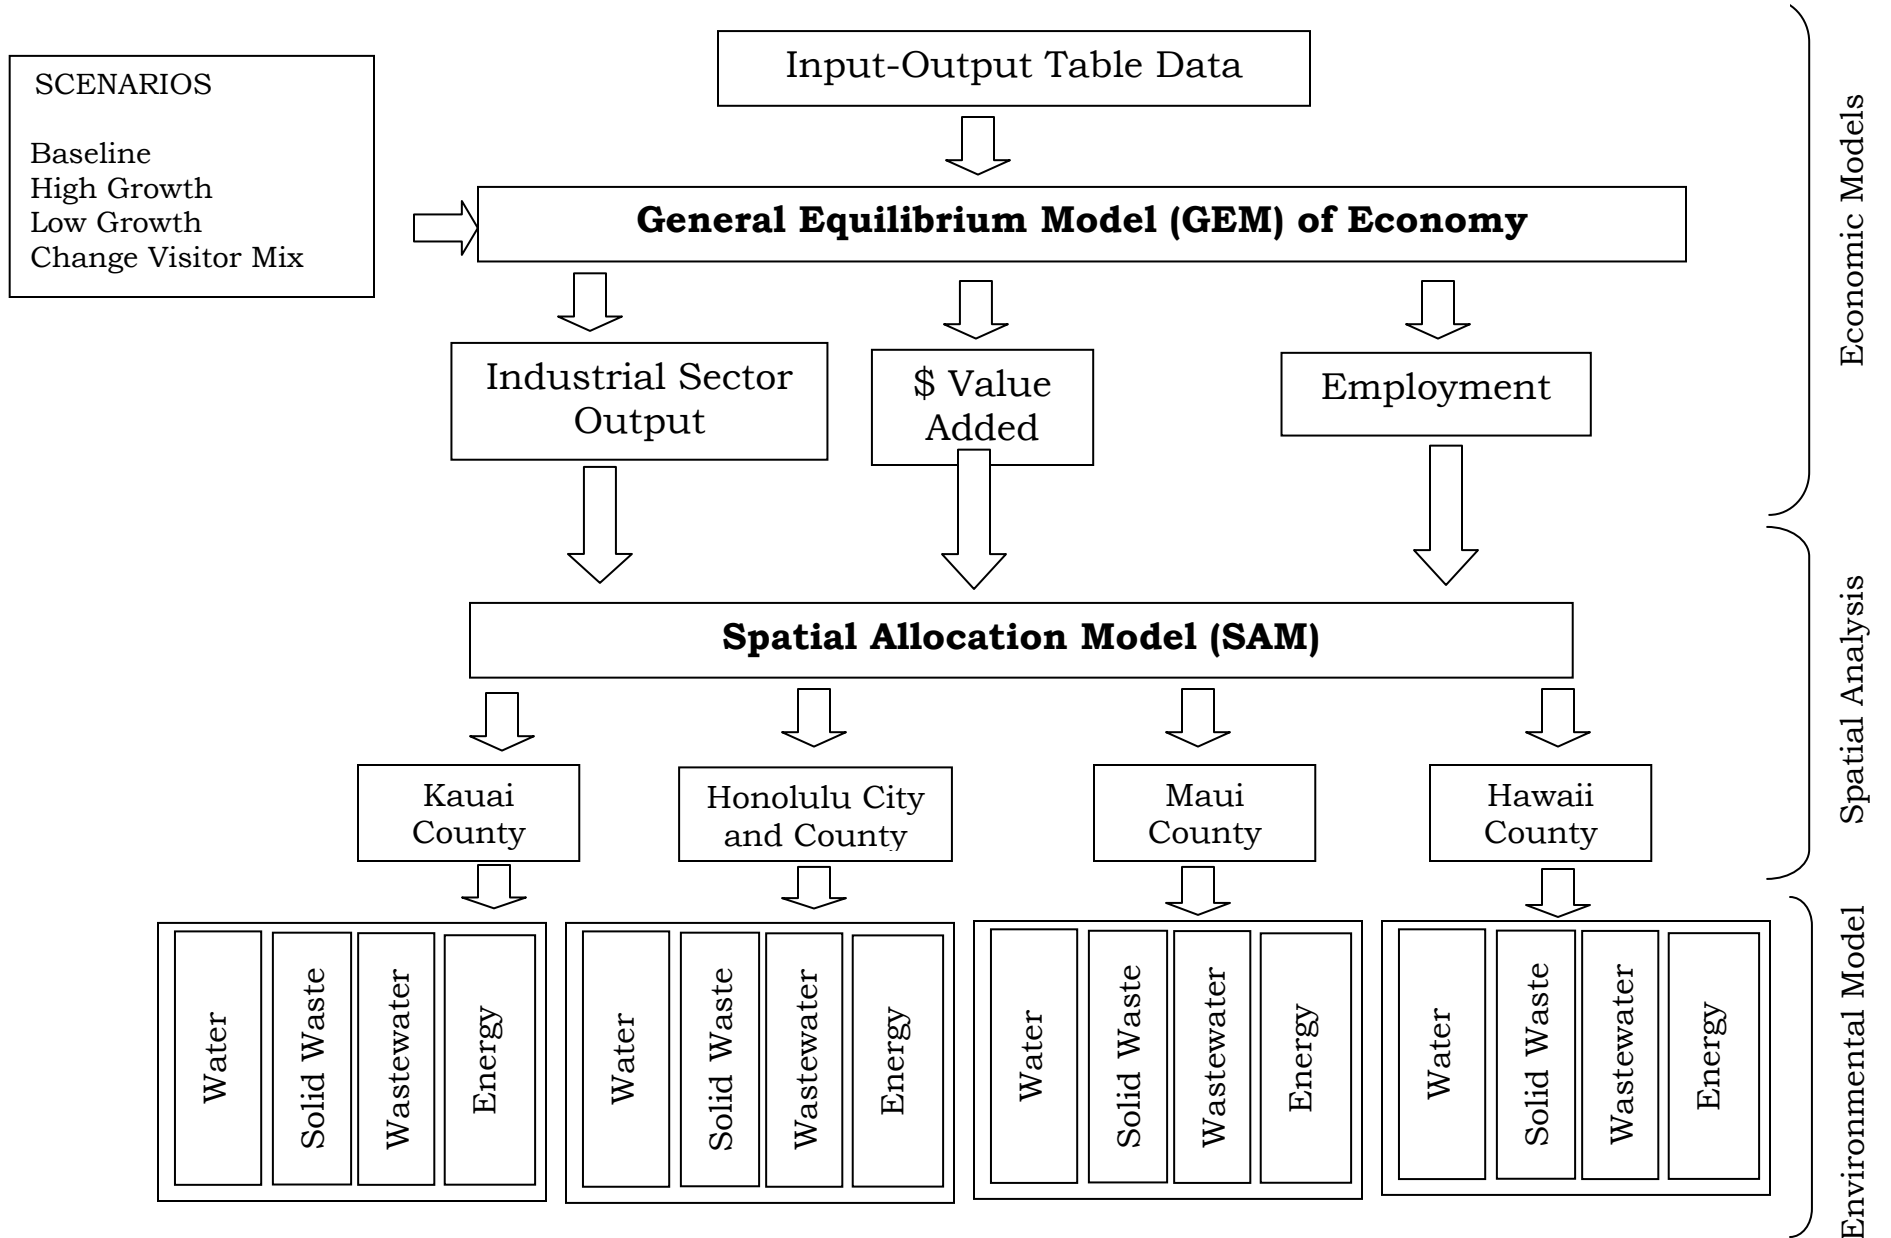 SCENARIOS
Baseline
High Growth
Low Growth
Change Visitor Mix
Input-Output Table Data
General Equilibrium Model (GEM) of Economy
Industrial Sector
Output
$ Value
Added
Employment
Economic Models
Spatial Allocation Model (SAM)
Kauai
County
Honolulu City
and County
Maui
County
Hawaii
County
Spatial Analysis
Water
Solid Waste
Wastewater
Energy
Water
Solid Waste
Wastewater
Energy
Water
Solid Waste
Wastewater
Energy
Water
Solid Waste
Wastewater
Energy
Environmental Model